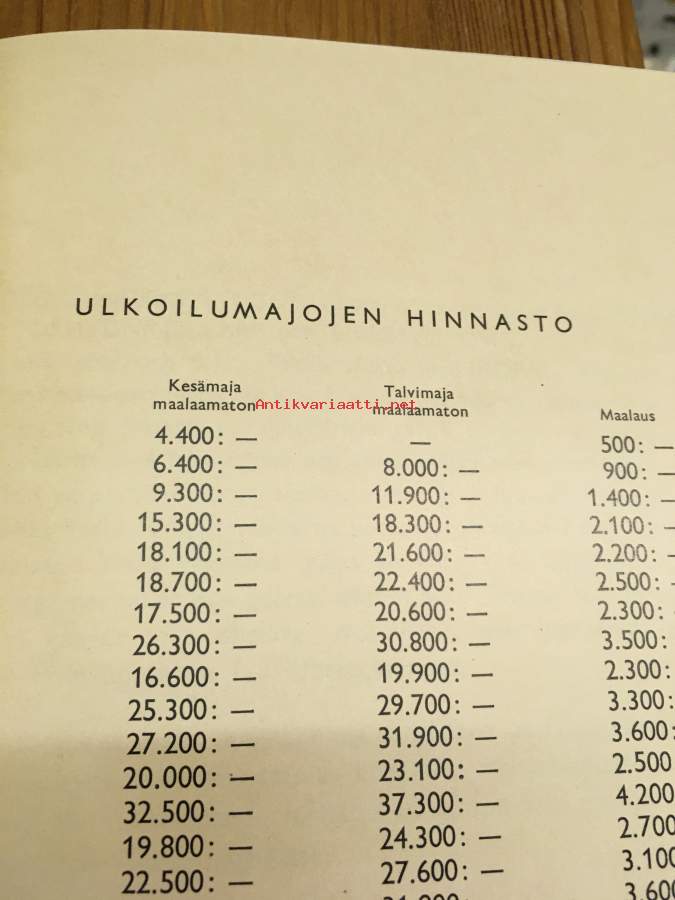 ULKOILUMAJOJEN HINNASTO
Kesämaja Talvimaja
maalaamaton Antikvariaatti.net maalaamaton Maalaus
4.400: — — 500: —
6.400: — 8.000: — 900: —
9.300: — 11.900: — 1.400: —
15.300: — 18.300: — 2.100: —
18.100: — 21.600: — 2.200: —
18.700: — 22.400: — 2.500: -
17.500: — 20.600: — 2.300:
26.300: — 30.800: — 3.500:
16.600: — 19.900: — 2.300:
25.300: — 29.700: — 3.300:
27.200: — 31.900: — 3.600:
20.000: — 23.100: — 2.500
32.500: — 37.300: — 4.200
19.800: — 24.300: — 2.700
22.500: — 27.600: — 3.100
3.600